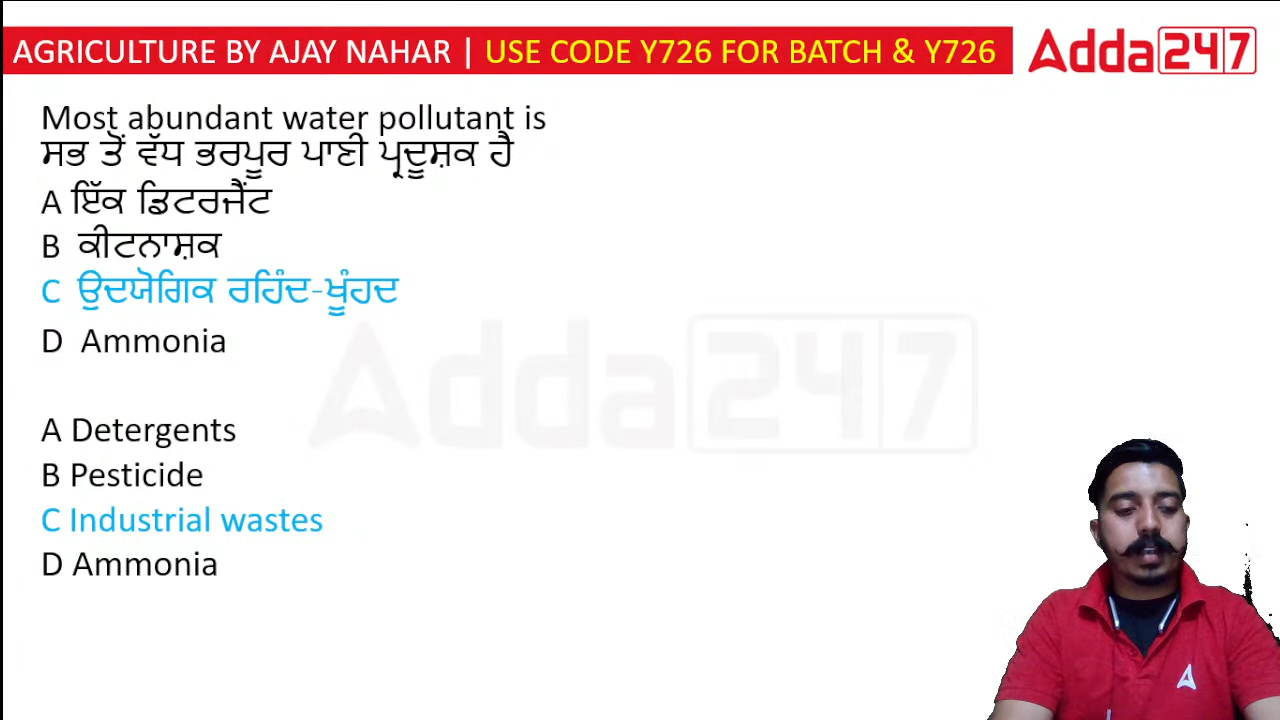 AGRICULTURE BY AJAY NAHAR | USE CODE Y726 FOR BATCH & Y726
Adda247
Most abundant water pollutant is
ਸਭ ਤੋਂ ਵੱਧ ਭਰਪੂਰ ਪਾਣੀ ਪ੍ਰਦੂਸ਼ਕ ਹੈ
A ਇੱਕ ਡਿਟਰਜੈਂਟ
B ਕੀਟਨਾਸ਼ਕ
C ਉਦਯੋਗਿਕ ਰਹਿੰਦ-ਖੂੰਹਦ
D Ammonia
Adda247
A Detergents
B Pesticide
C Industrial wastes
D Ammonia